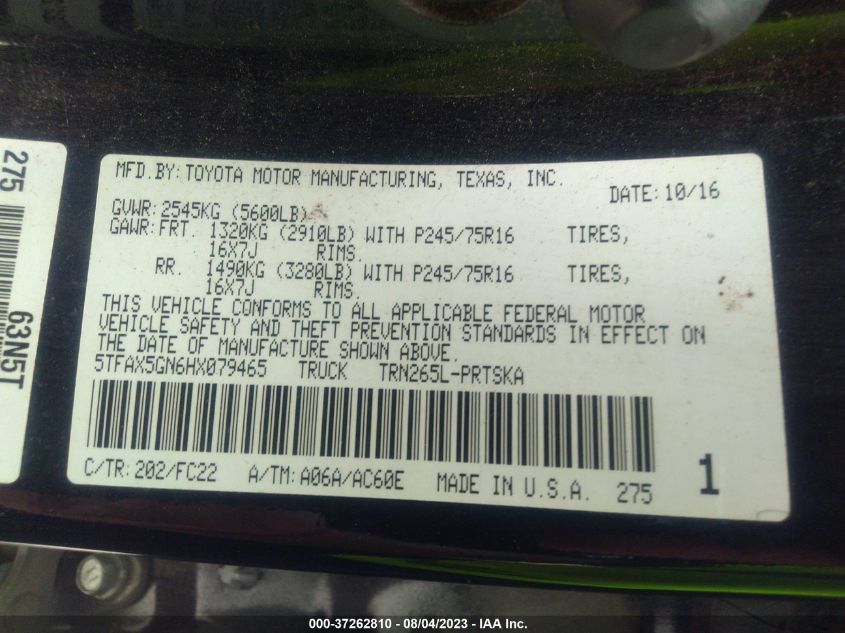 MFD.BY:TOYOTA MOTOR MANUFACTURING, TEXAS, INC.
DATE:10/16
GVWR:2545KG (5600LB)
GAWR:FRT. 1320KG (2910LB) WITH P245/75R16 TIRES,
16X7J RIMS.
RR. 1490KG (3280LB) WITH P245/75R16 TIRES,
16X7J RIMS.
THIS VEHICLE CONFORMS TO ALL APPLICABLE FEDERAL MOTOR
VEHICLE SAFETY AND THEFT PREVENTION STANDARDS IN EFFECT ON
THE DATE OF MANUFACTURE SHOWN ABOVE.
5TFAX5GN6HX079465 TRUCK TRN265L-PRTSKA
C/TR:202/FC22 A/TM:A06A/AC60E MADE IN U.S.A. 275
1
275
63N5T
000-37262810 - 08/04/2023 - IAA Inc.